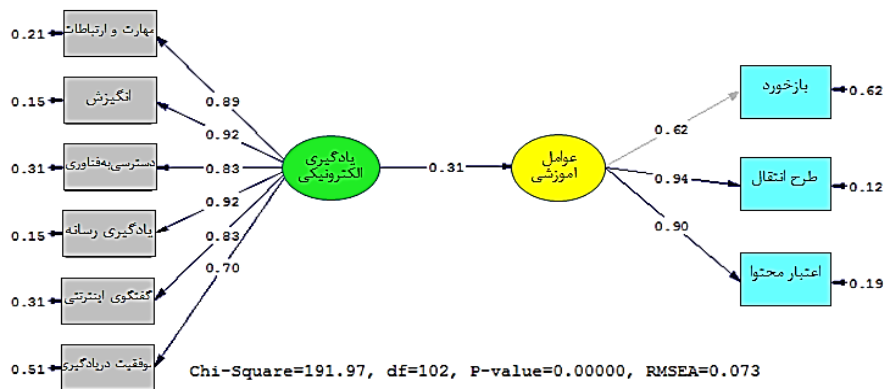 0.21 مهارت و ارتباطات
0.89
0.15 انگیزش
0.92
0.31 دسترسی‌به‌فناوری
0.83
0.15 یادگیری رسانه
0.92
0.31 گفتگوی اینترنتی
0.83
0.51 موفقیت دریادگیری
0.70
یادگیری
الکترونیکی
0.31
عوامل
اموزشی
0.62
بازخورد 0.62
0.94
طرح انتقال 0.12
0.90
اعتبار محتوا 0.19
Chi-Square=191.97, df=102, P-value=0.00000, RMSEA=0.073